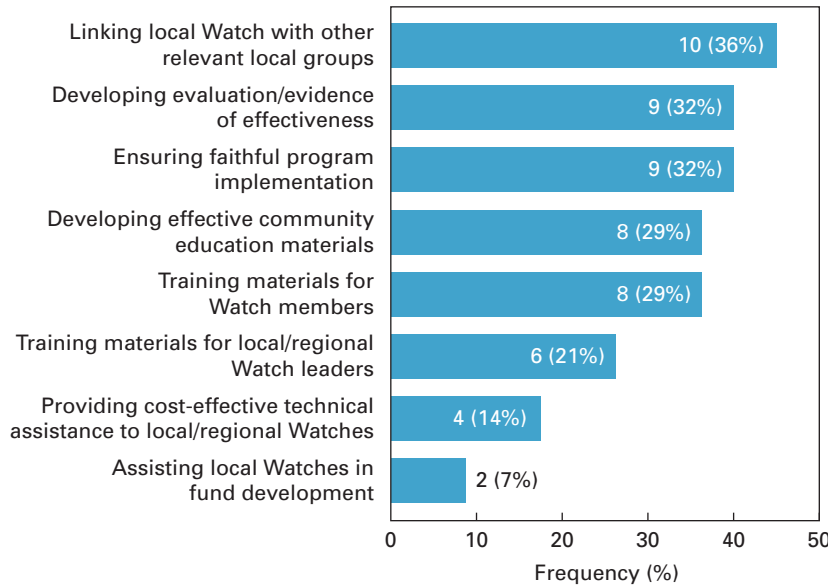 Linking local Watch with other
relevant local groups
10 (36%)
Developing evaluation/evidence
of effectiveness
9 (32%)
Ensuring faithful program
implementation
9 (32%)
Developing effective community
education materials
8 (29%)
Training materials for
Watch members
8 (29%)
Training materials for local/regional
Watch leaders
6 (21%)
Providing cost-effective technical
assistance to local/regional Watches
4 (14%)
Assisting local Watches in
fund development
2 (7%)
0 10 20 30 40 50
Frequency (%)